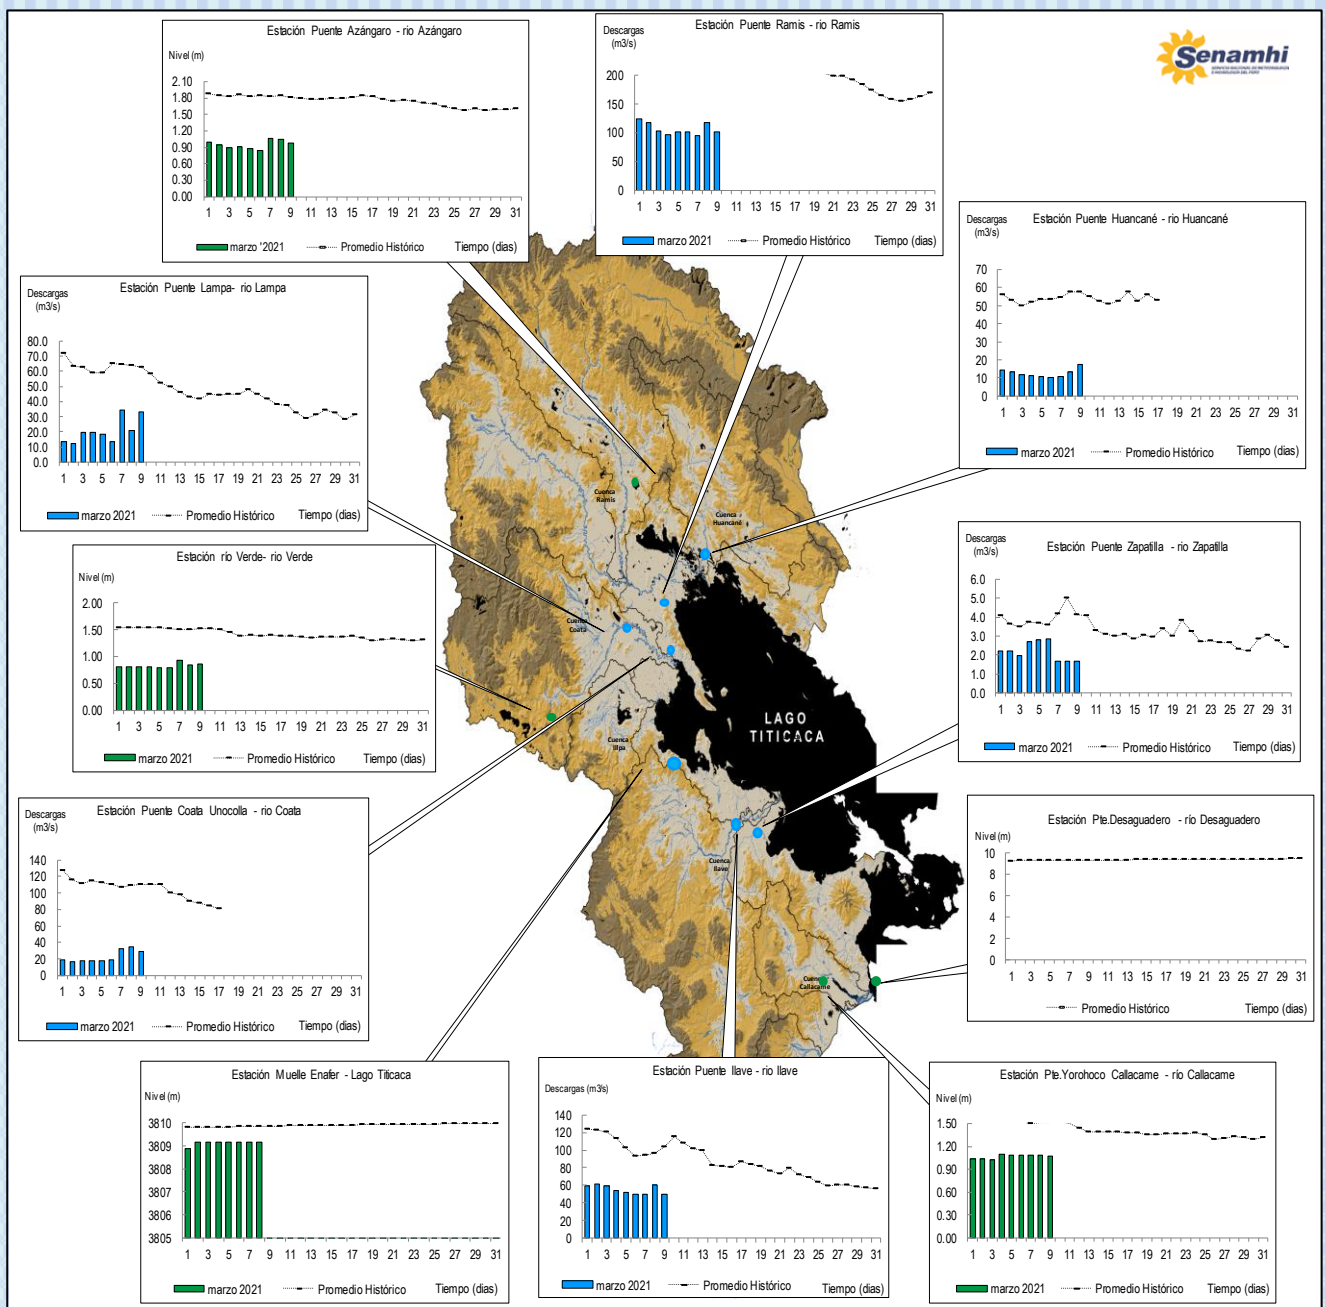 Estación Puente Azángaro - rio Azángaro
Nivel (m)
2.10
1.80
1.50
1.20
0.90
0.60
0.30
0.00
1 3 5 7 9 11 13 15 17 19 21 23 25 27 29 31
marzo '2021 Promedio Histórico Tiempo (dias)
Estación Puente Ramis - rio Ramis
Descargas
(m3/s)
200
150
100
50
0
1 3 5 7 9 11 13 15 17 19 21 23 25 27 29 31
marzo 2021 Promedio Histórico Tiempo (dias)
Senamhi
Estación Puente Huancané - rio Huancané
Descargas
(m3/s)
70
60
50
40
30
20
10
0
1 3 5 7 9 11 13 15 17 19 21 23 25 27 29 31
marzo 2021 Promedio Histórico Tiempo (dias)
Estación Puente Lampa- rio Lampa
Descargas
(m3/s)
80.0
70.0
60.0
50.0
40.0
30.0
20.0
10.0
0.0
1 3 5 7 9 11 13 15 17 19 21 23 25 27 29 31
marzo 2021 Promedio Histórico Tiempo (dias)
Cuenca
Ramis
Cuenca
Huancané
Estación río Verde- rio Verde
Nivel (m)
2.00
1.50
1.00
0.50
0.00
1 3 5 7 9 11 13 15 17 19 21 23 25 27 29 31
marzo 2021 Promedio Histórico Tiempo (dias)
Estación Puente Zapatilla - rio Zapatilla
Descargas
(m3/s)
6.0
5.0
4.0
3.0
2.0
1.0
0.0
1 3 5 7 9 11 13 15 17 19 21 23 25 27 29 31
marzo 2021 Promedio Histórico Tiempo (dias)
Cuenca
Coata
LAGO
TITICACA
Cuenca
Illpa
Estación Puente Coata Unocolla - rio Coata
Descargas
(m3/s)
140
120
100
80
60
40
20
0
1 3 5 7 9 11 13 15 17 19 21 23 25 27 29 31
marzo 2021 Promedio Histórico Tiempo (dias)
Cuenca
Ilave
Estación Pte.Desaguadero - río Desaguadero
Nivel (m)
10
8
6
4
2
0
1 3 5 7 9 11 13 15 17 19 21 23 25 27 29 31
Promedio Histórico Tiempo (dias)
Cuenca
Callacame
Estación Muelle Enafer - Lago Titicaca
Nivel (m)
3810
3809
3808
3807
3806
3805
1 3 5 7 9 11 13 15 17 19 21 23 25 27 29 31
marzo 2021 Promedio Histórico Tiempo (dias)
Estación Puente Ilave - rio Ilave
Descargas (m3/s)
140
120
100
80
60
40
20
0
1 3 5 7 9 11 13 15 17 19 21 23 25 27 29 31
marzo 2021 Promedio Histórico Tiempo (dias)
Estación Pte.Yorohoco Callacame - río Callacame
Nivel (m)
1.50
1.20
0.90
0.60
0.30
0.00
1 3 5 7 9 11 13 15 17 19 21 23 25 27 29 31
marzo 2021 Promedio Histórico Tiempo (dias)